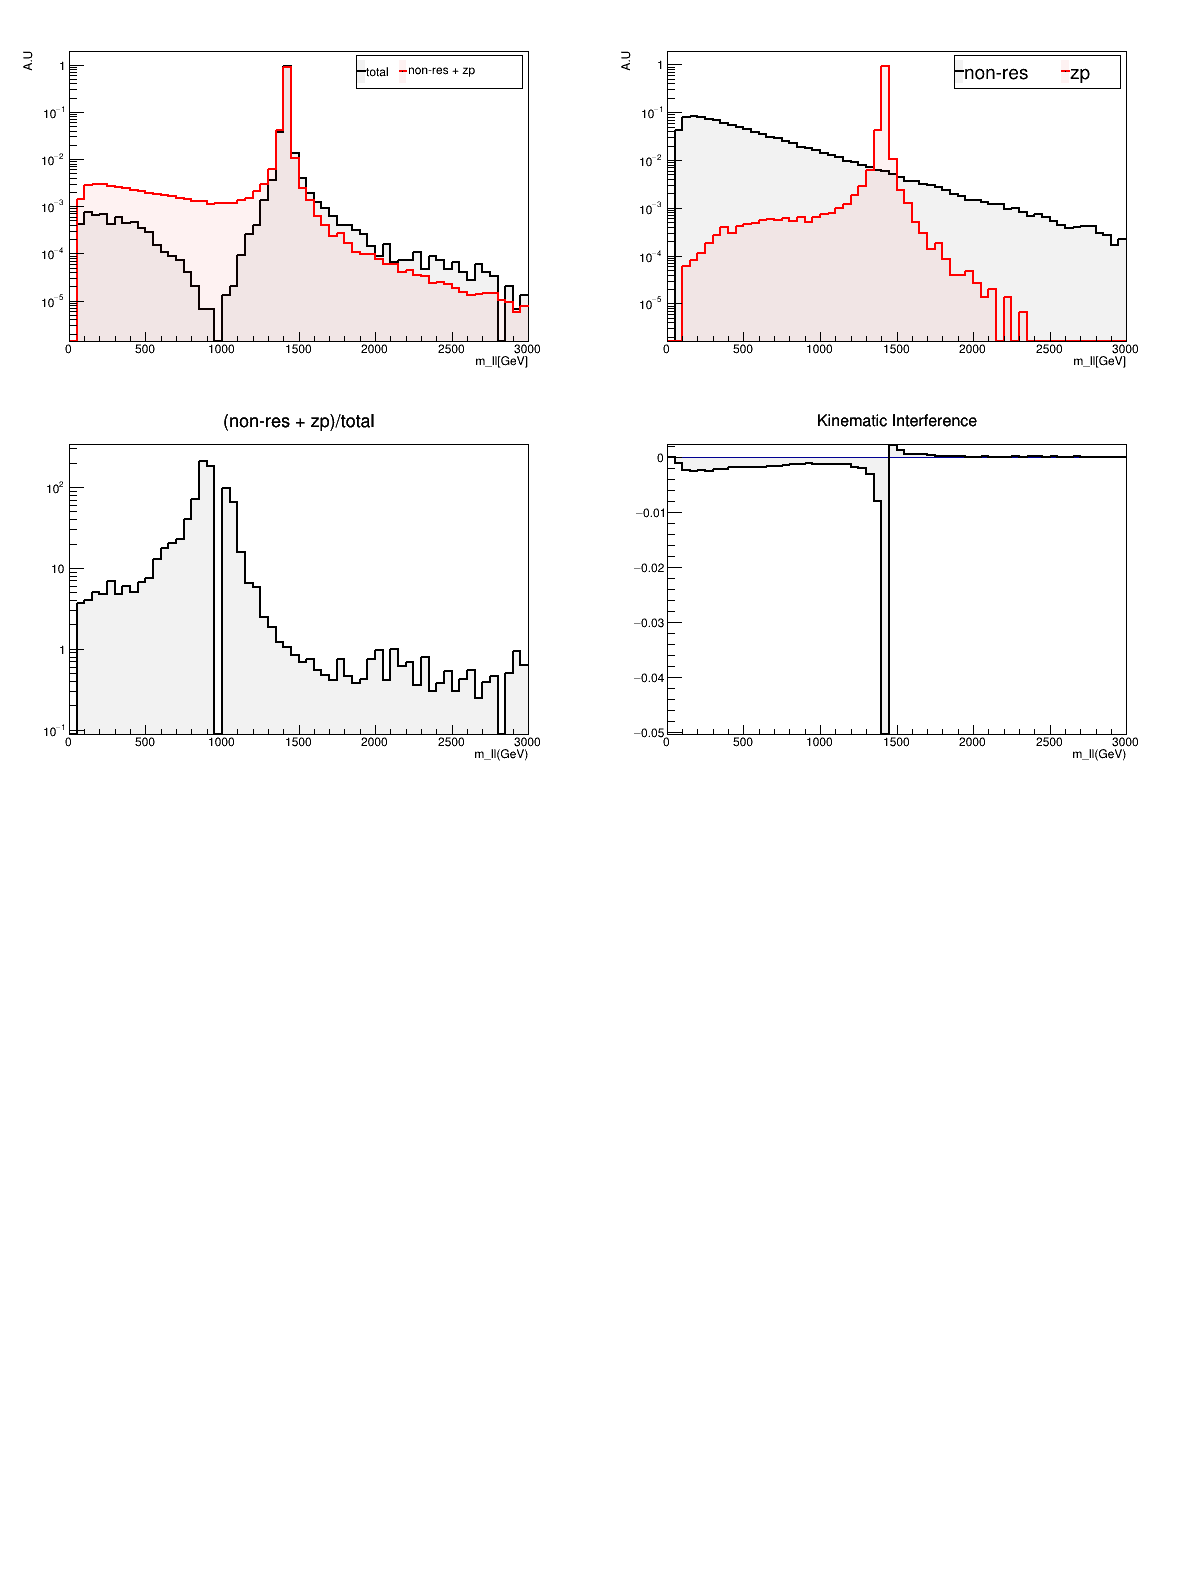 A.U
total non-res + zp
1
10⁻¹
10⁻²
10⁻³
10⁻⁴
10⁻⁵
0 500 1000 1500 2000 2500 3000
m_ll[GeV]
A.U
non-res zp
1
10⁻¹
10⁻²
10⁻³
10⁻⁴
10⁻⁵
0 500 1000 1500 2000 2500 3000
m_ll[GeV]
(non-res + zp)/total
10²
10
1
10⁻¹
0 500 1000 1500 2000 2500 3000
m_ll(GeV)
Kinematic Interference
0
−0.01
−0.02
−0.03
−0.04
−0.05
0 500 1000 1500 2000 2500 3000
m_ll(GeV)